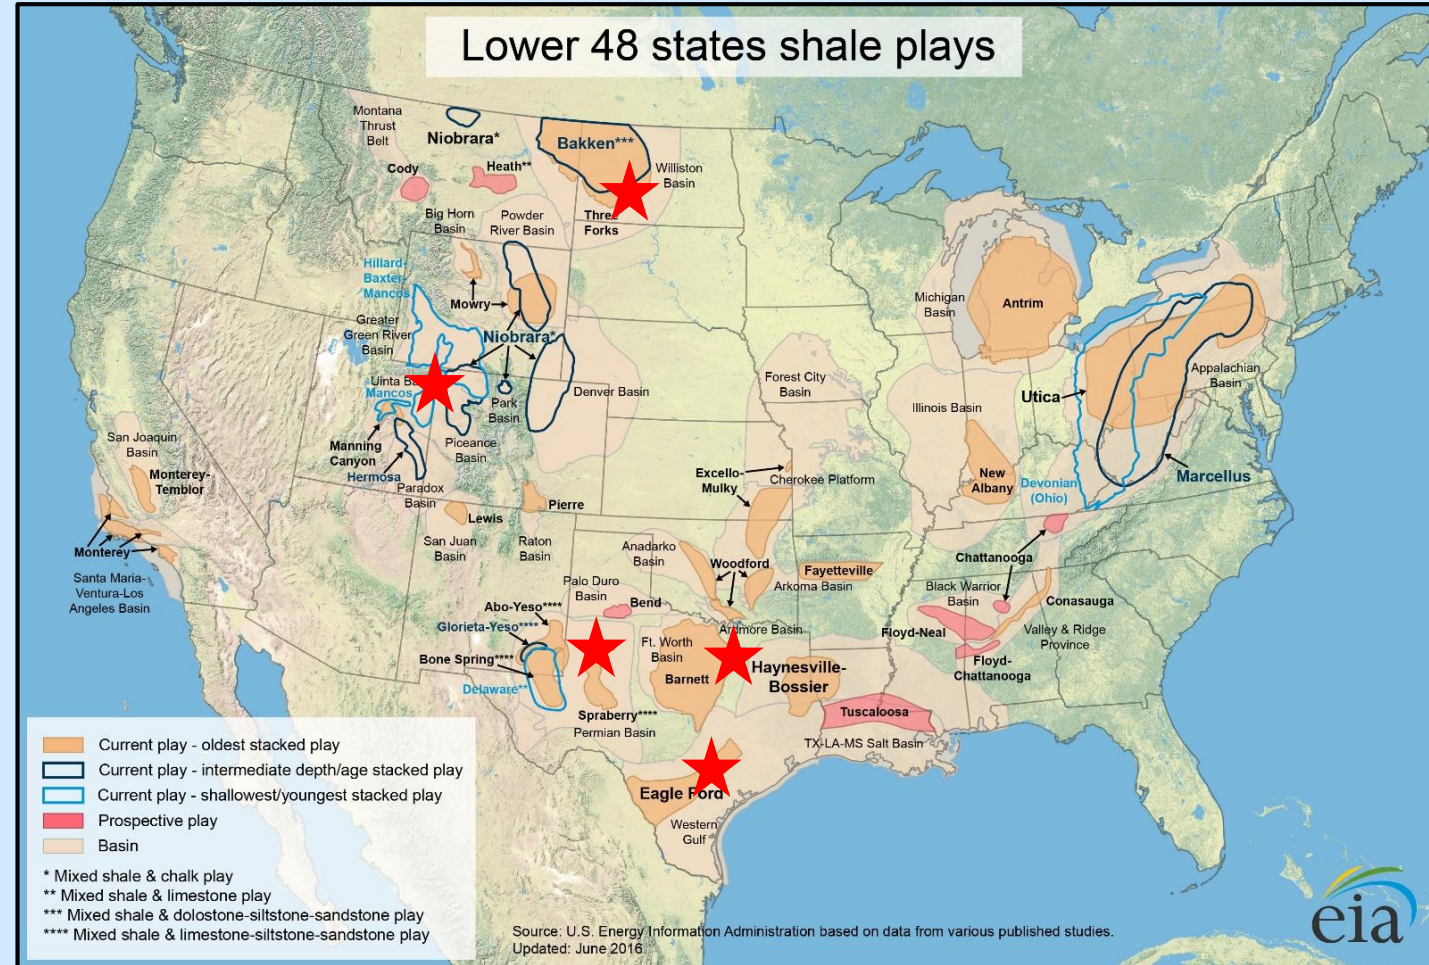 Lower 48 states shale plays
Montana
Thrust
Belt
Niobrara*
Bakken***
Cody
Heath**
Williston
Basin
Big Horn
Basin
Powder
River Basin
Three
Forks
Hillard-
Baxter-
Mancos
Mowry
Greater
Green River
Basin
Niobrara*
Michigan
Basin
Antrim
Uinta
Mancos
Park
Basin
Denver Basin
Forest City
Basin
Illinois Basin
Utica
Appalachian
Basin
San Joaquin
Basin
Monterey-
Temblor
Manning
Canyon
Hermosa
Piceance
Basin
Paradox
Basin
Excello-
Mulky
Cherokee Platform
New
Albany
Devonian
(Ohio)
Marcellus
Monterey
Lewis
Pierre
San Juan
Basin
Raton
Basin
Anadarko
Basin
Woodford
Fayetteville
Arkoma Basin
Chattanooga
Santa Maria-
Ventura-Los
Angeles Basin
Palo Duro
Basin
Bend
Black Warrior
Basin
Conasauga
Abo-Yeso****
Glorieta-Yeso****
Ardmore Basin
Floyd-Neal
Valley & Ridge
Province
Bone Spring****
Ft. Worth
Basin
Barnett
Haynesville-
Bossier
Floyd-
Chattanooga
Delaware**
Spraberry****
Permian Basin
Tuscaloosa
TX-LA-MS Salt Basin
Eagle Ford
Western
Gulf
Current play - oldest stacked play
Current play - intermediate depth/age stacked play
Current play - shallowest/youngest stacked play
Prospective play
Basin
* Mixed shale & chalk play
** Mixed shale & limestone play
*** Mixed shale & dolostone-siltstone-sandstone play
**** Mixed shale & limestone-siltstone-sandstone play
Source: U.S. Energy Information Administration based on data from various published studies.
Updated: June 2016
eia